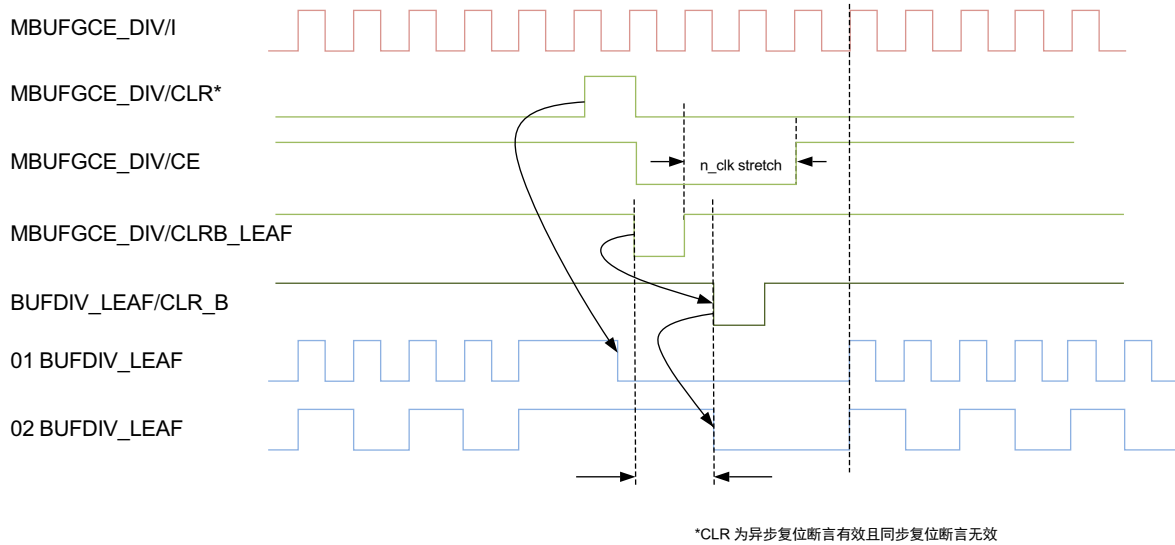 MBUFGCE_DIV/I
MBUFGCE_DIV/CLR*
MBUFGCE_DIV/CE
n_clk stretch
MBUFGCE_DIV/CLRB_LEAF
BUFDIV_LEAF/CLR_B
01 BUFDIV_LEAF
02 BUFDIV_LEAF
*CLR 为异步复位断言有效且同步复位断言无效